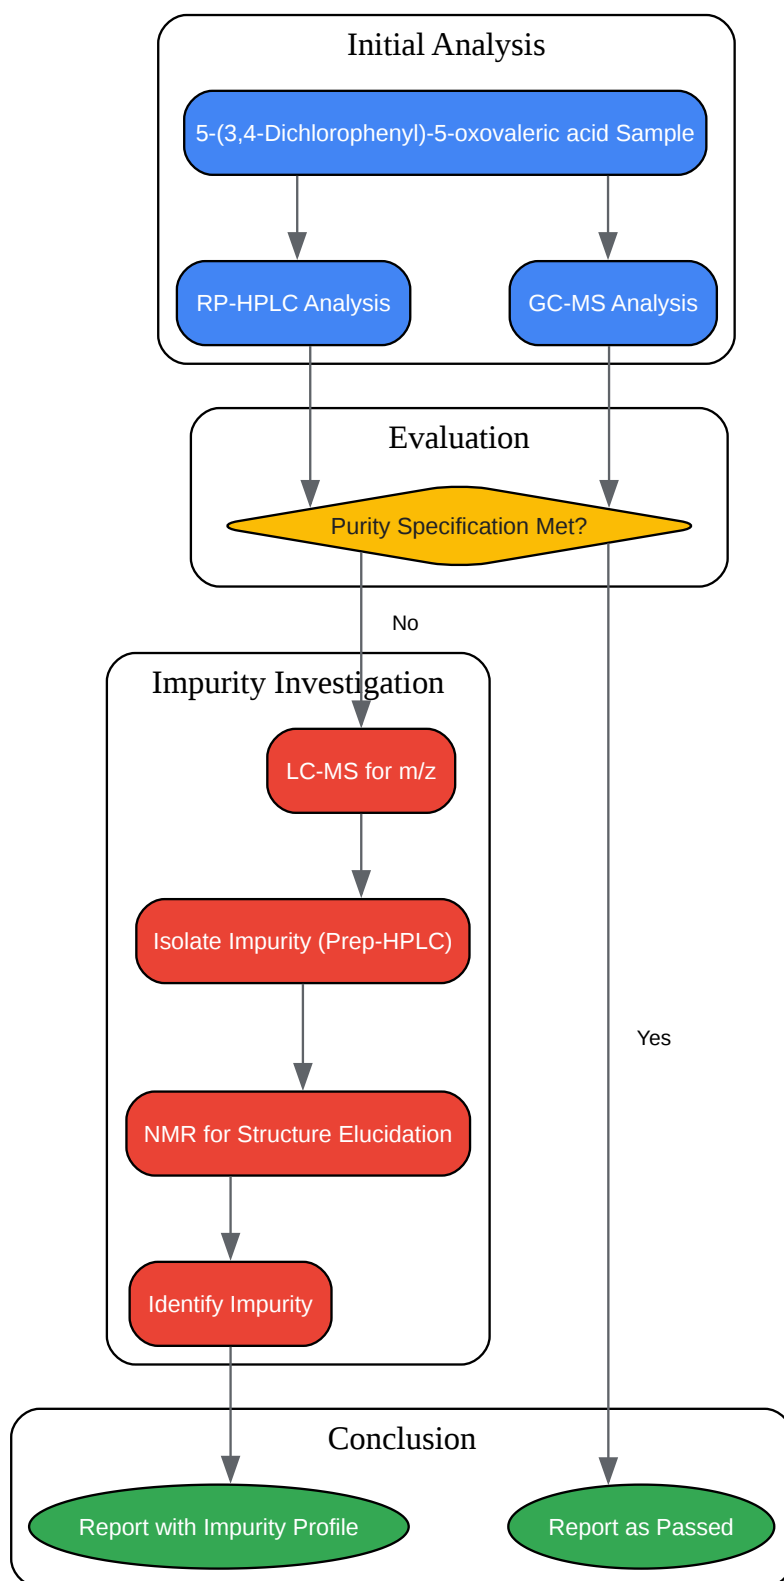 Initial Analysis
5-(3,4-Dichlorophenyl)-5-oxovaleric acid Sample
RP-HPLC Analysis
GC-MS Analysis
Evaluation
Purity Specification Met?
No
Impurity Investigation
LC-MS for m/z
Isolate Impurity (Prep-HPLC)
Yes
NMR for Structure Elucidation
Identify Impurity
Conclusion
Report with Impurity Profile
Report as Passed